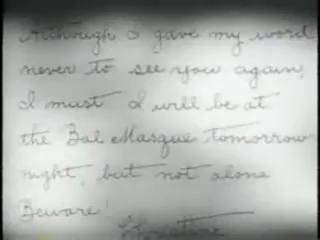 Although I gave my word
never to see you again,
I must I will be at
the Bal Masque tomorrow
night, but not alone
Beware!
Christine